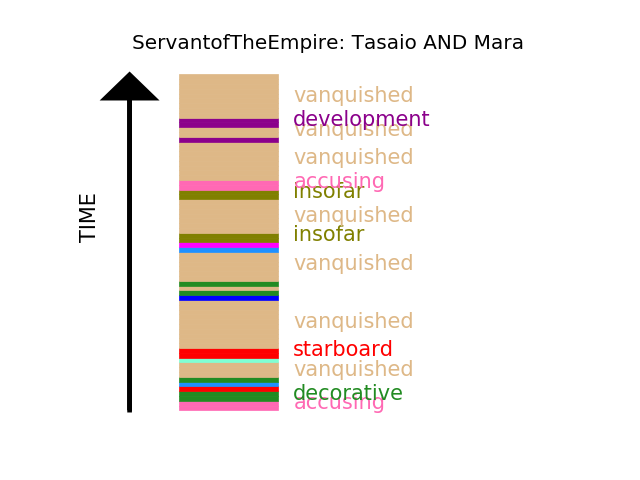 ServantofTheEmpire: Tasaio AND Mara
vanquished
development
vanquished
vanquished
accusing
insofar
vanquished
insofar
vanquished
vanquished
starboard
vanquished
decorative
accusing
TIME